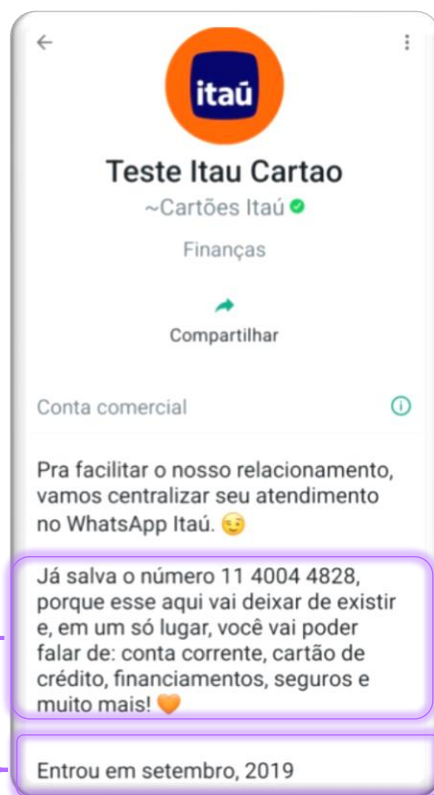 itaú
Teste Itau Cartao
~Cartões Itaú
Finanças
Compartilhar
Conta comercial
Pra facilitar o nosso relacionamento,
vamos centralizar seu atendimento
no WhatsApp Itaú. 😉
Já salva o número 11 4004 4828,
porque esse aqui vai deixar de existir
e, em um só lugar, você vai poder
falar de: conta corrente, cartão de
crédito, financiamentos, seguros e
muito mais! 🧡
Entrou em setembro, 2019